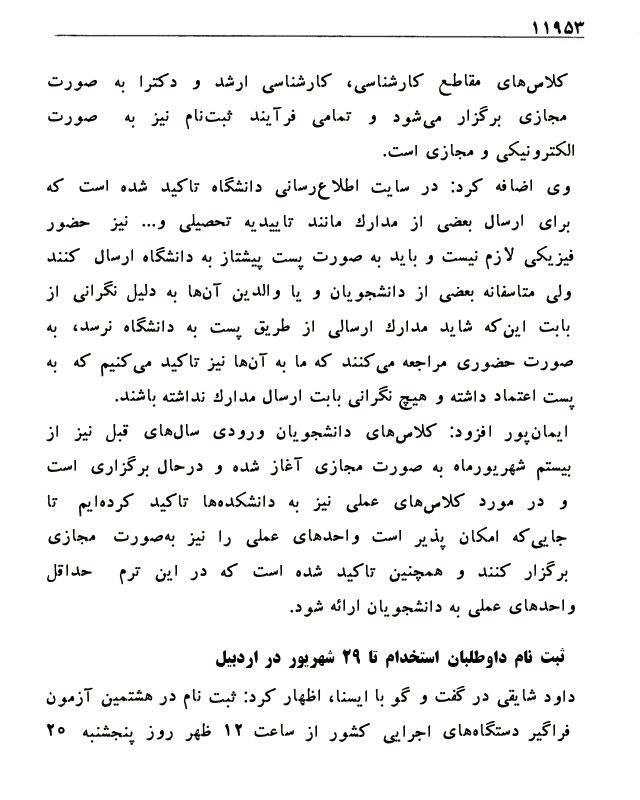 ۱۱۹۵۳
کلاس‌های مقاطع کارشناسی، کارشناسی ارشد و دکترا به صورت
مجازی برگزار می‌شود و تمامی فرآیند ثبت‌نام نیز به صورت
الکترونیکی و مجازی است.
وی اضافه کرد: در سایت اطلاع‌رسانی دانشگاه تاکید شده است که
برای ارسال بعضی از مدارك مانند تاییدیه تحصیلی و... نیز حضور
فیزیکی لازم نیست و باید به صورت پست پیشتاز به دانشگاه ارسال کنند
ولی متاسفانه بعضی از دانشجویان و یا والدین آن‌ها به دلیل نگرانی از
بابت این‌که شاید مدارك ارسالی از طریق پست به دانشگاه نرسد، به
صورت حضوری مراجعه می‌کنند که ما به آن‌ها نیز تاکید می‌کنیم که به
پست اعتماد داشته و هیچ نگرانی بابت ارسال مدارك نداشته باشند.
ایمان‌پور افزود: کلاس‌های دانشجویان ورودی سال‌های قبل نیز از
بیستم شهریورماه به صورت مجازی آغاز شده و درحال برگزاری است
و در مورد کلاس‌های عملی نیز به دانشکده‌ها تاکید کرده‌ایم تا
جایی‌که امکان پذیر است واحدهای عملی را نیز به‌صورت مجازی
برگزار کنند و همچنین تاکید شده است که در این ترم حداقل
واحدهای عملی به دانشجویان ارائه شود.
ثبت نام داوطلبان استخدام تا ۲۹ شهریور در اردبیل
داود شایقی در گفت و گو با ایسنا، اظهار کرد: ثبت نام در هشتمین آزمون
فراگیر دستگاه‌های اجرایی کشور از ساعت ۱۲ ظهر روز پنجشنبه ۲۰